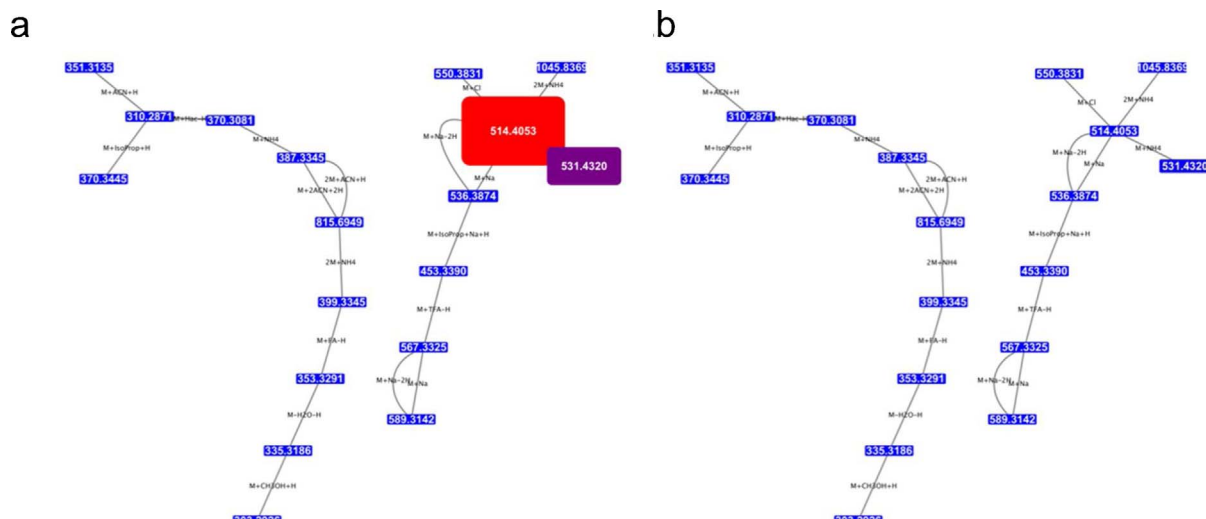 a
351.3135
M+ACN+H
310.2871
M+Hac-H
370.3081
M+IsoProp+H
370.3445
M+NH4
387.3345
2M+ACN+H
M+2ACN+2H
815.6949
2M+NH4
399.3345
M+FA-H
353.3291
M-H2O-H
335.3186
M+CH3OH+H
550.3831
1045.8369
M+Cl
2M+NH4
514.4053
M+Na-2H
531.4320
M+Na
536.3874
M+IsoProp+Na+H
453.3390
M+TFA-H
567.3325
M+Na-2H
M+Na
589.3142
b
351.3135
M+ACN+H
310.2871
M+Hac-H
370.3081
M+IsoProp+H
370.3445
M+NH4
387.3345
2M+ACN+H
M+2ACN+2H
815.6949
2M+NH4
399.3345
M+FA-H
353.3291
M-H2O-H
335.3186
M+CH3OH+H
550.3831
1045.8369
M+Cl
2M+NH4
514.4053
M+Na-2H
M+NH4
531.4320
M+Na
536.3874
M+IsoProp+Na+H
453.3390
M+TFA-H
567.3325
M+Na-2H
M+Na
589.3142